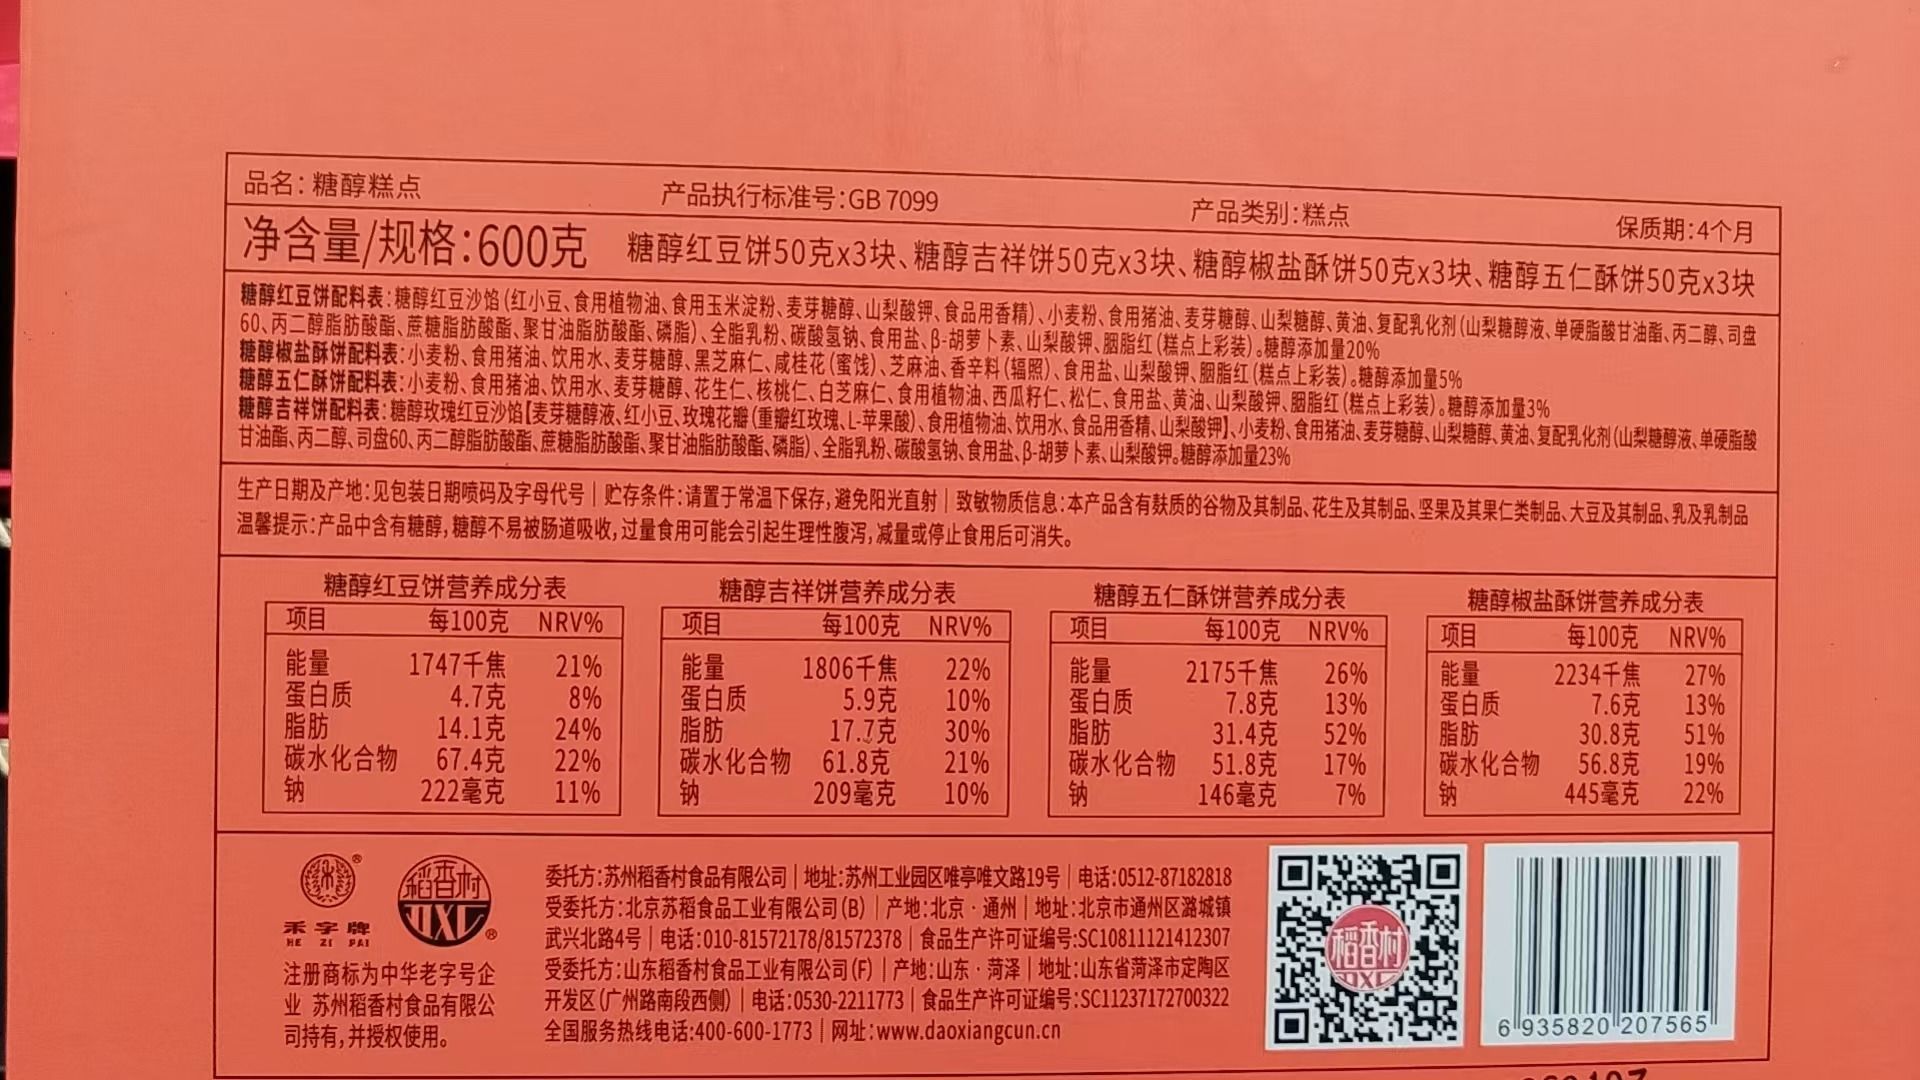 品名:糖醇糕点 产品执行标准号:GB 7099 产品类别:糕点 保质期:4个月
净含量/规格:600克 糖醇红豆饼50克x3块、糖醇吉祥饼50克x3块、糖醇椒盐酥饼50克x3块、糖醇五仁酥饼50克x3块
糖醇红豆饼配料表:糖醇红豆沙馅(红小豆、食用植物油、食用玉米淀粉、麦芽糖醇、山梨酸钾、食品用香精)、小麦粉、食用猪油、麦芽糖醇、山梨糖醇、黄油、复配乳化剂(山梨糖醇液、单硬脂酸甘油酯、丙二醇、司盘
60、丙二醇脂肪酸酯、蔗糖脂肪酸酯、聚甘油脂肪酸酯、磷脂)、全脂乳粉、碳酸氢钠、食用盐、β-胡萝卜素、山梨酸钾、胭脂红(糕点上彩装)。糖醇添加量20%
糖醇椒盐酥饼配料表:小麦粉、食用猪油、饮用水、麦芽糖醇、黑芝麻仁、咸桂花(蜜饯)、芝麻油、香辛料(辐照)、食用盐、山梨酸钾、胭脂红(糕点上彩装)。糖醇添加量5%
糖醇五仁酥饼配料表:小麦粉、食用猪油、饮用水、麦芽糖醇、花生仁、核桃仁、白芝麻仁、食用植物油、西瓜籽仁、松仁、食用盐、黄油、山梨酸钾、胭脂红(糕点上彩装)。糖醇添加量3%
糖醇吉祥饼配料表:糖醇玫瑰红豆沙馅【麦芽糖醇液、红小豆、玫瑰花瓣(重瓣红玫瑰、L-苹果酸)、食用植物油、饮用水、食品用香精、山梨酸钾】、小麦粉、食用猪油、麦芽糖醇、山梨糖醇、黄油、复配乳化剂(山梨糖醇液、单硬脂酸
甘油酯、丙二醇、司盘60、丙二醇脂肪酸酯、蔗糖脂肪酸酯、聚甘油脂肪酸酯、磷脂)、全脂乳粉、碳酸氢钠、食用盐、β-胡萝卜素、山梨酸钾。糖醇添加量23%
生产日期及产地:见包装日期喷码及字母代号|贮存条件:请置于常温下保存,避免阳光直射|致敏物质信息:本产品含有麸质的谷物及其制品、花生及其制品、坚果及其果仁类制品、大豆及其制品、乳及乳制品
温馨提示:产品中含有糖醇,糖醇不易被肠道吸收,过量食用可能会引起生理性腹泻,减量或停止食用后可消失。
糖醇红豆饼营养成分表
项目 每100克 NRV%
能量 1747千焦 21%
蛋白质 4.7克 8%
脂肪 14.1克 24%
碳水化合物 67.4克 22%
钠 222毫克 11%
糖醇吉祥饼营养成分表
项目 每100克 NRV%
能量 1806千焦 22%
蛋白质 5.9克 10%
脂肪 17.7克 30%
碳水化合物 61.8克 21%
钠 209毫克 10%
糖醇五仁酥饼营养成分表
项目 每100克 NRV%
能量 2175千焦 26%
蛋白质 7.8克 13%
脂肪 31.4克 52%
碳水化合物 51.8克 17%
钠 146毫克 7%
糖醇椒盐酥饼营养成分表
项目 每100克 NRV%
能量 2234千焦 27%
蛋白质 7.6克 13%
脂肪 30.8克 51%
碳水化合物 56.8克 19%
钠 445毫克 22%
禾
®
禾字牌
HE ZI PAI
稻香村
DXC
®
注册商标为中华老字号企
业 苏州稻香村食品有限公
司持有,并授权使用。
委托方:苏州稻香村食品有限公司|地址:苏州工业园区唯亭唯文路19号|电话:0512-87182818
受委托方:北京苏稻食品工业有限公司(B)|产地:北京·通州|地址:北京市通州区潞城镇
武兴北路4号|电话:010-81572178/81572378|食品生产许可证编号:SC10811121412307
受委托方:山东稻香村食品工业有限公司(F)|产地:山东·菏泽|地址:山东省菏泽市定陶区
开发区(广州路南段西侧)|电话:0530-2211773|食品生产许可证编号:SC11237172700322
全国服务热线电话:400-600-1773|网址:www.daoxiangcun.cn
稻香村
DXC
6 935820 207565